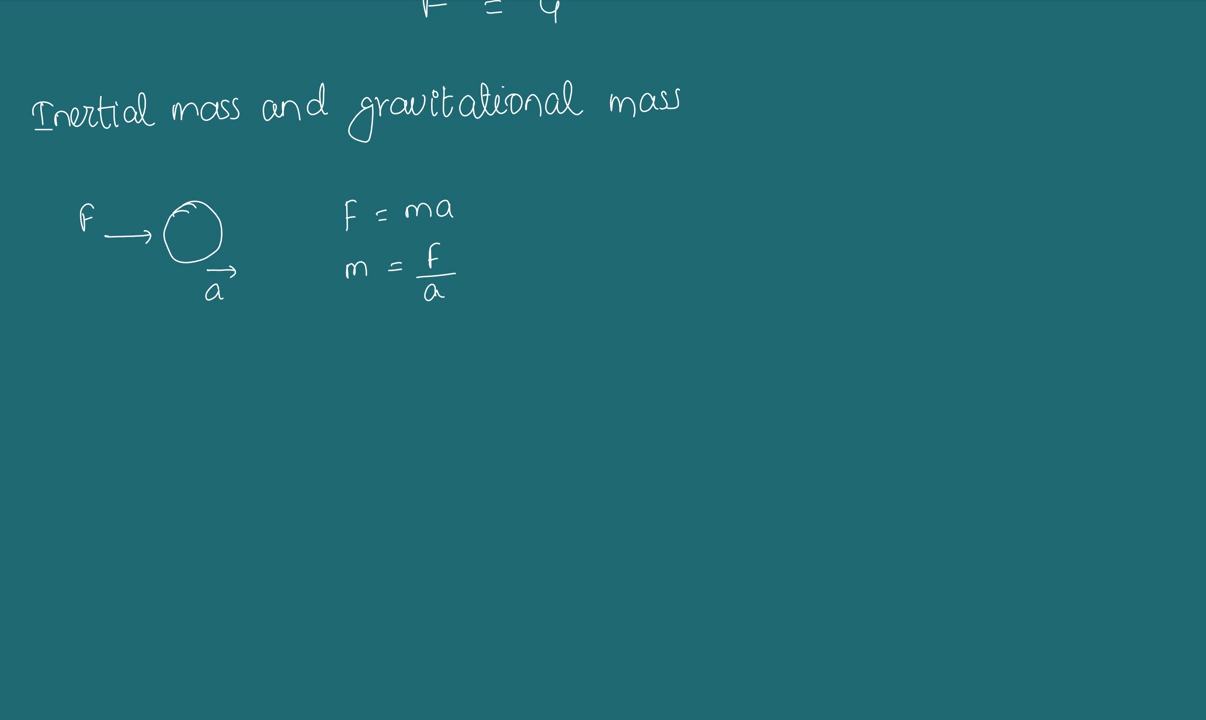 Inertial mass and gravitational mass
F
a
F = ma
m = F/a